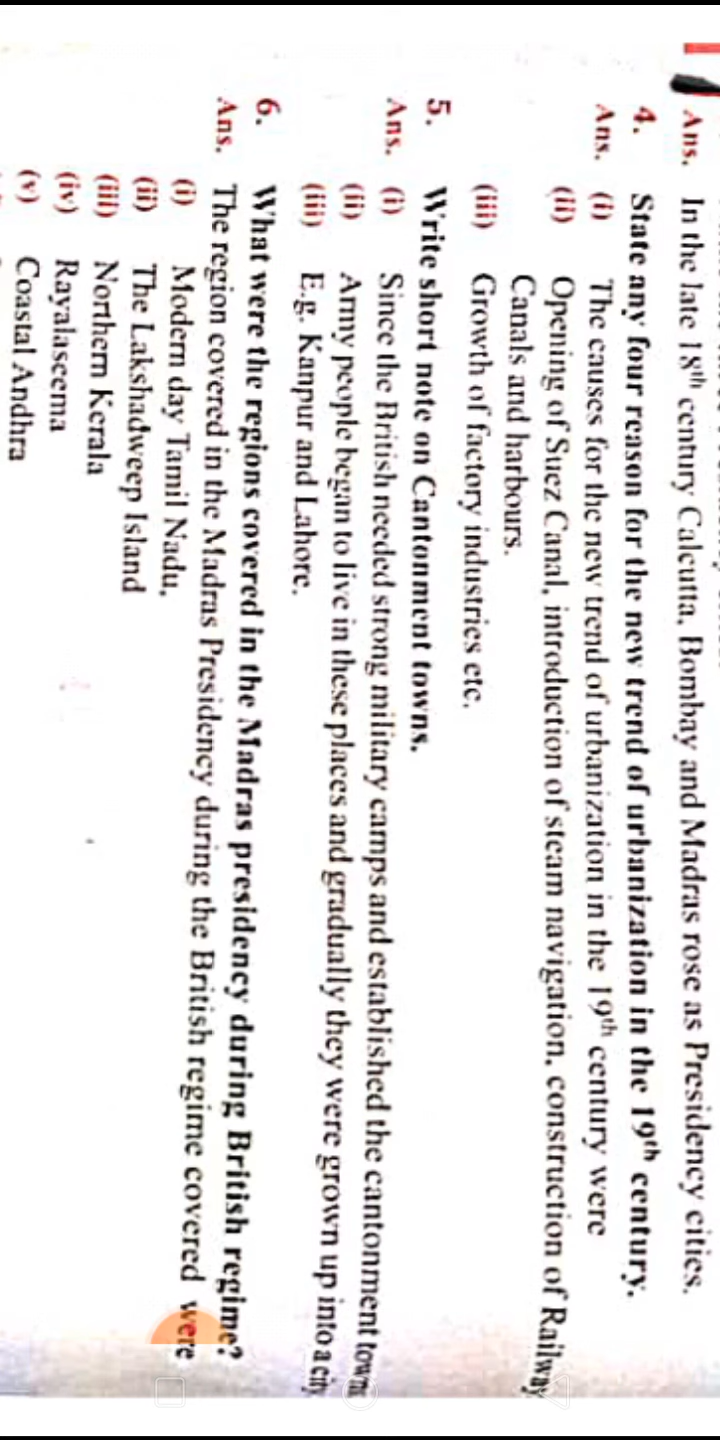 Ans. In the late 18th century Calcutta, Bombay and Madras rose as Presidency cities.
4. State any four reason for the new trend of urbanization in the 19th century.
Ans. (i) The causes for the new trend of urbanization in the 19th century were
(ii) Opening of Suez Canal, introduction of steam navigation, construction of Railway
Canals and harbours.
(iii) Growth of factory industries etc.
5. Write short note on Cantonment towns.
Ans. (i) Since the British needed strong military camps and established the cantonment towns
(ii) Army people began to live in these places and gradually they were grown up into a city
(iii) E.g. Kanpur and Lahore.
6. What were the regions covered in the Madras presidency during British regime?
Ans. The region covered in the Madras Presidency during the British regime covered were
(i) Modern day Tamil Nadu,
(ii) The Lakshadweep Island
(iii) Northern Kerala
(iv) Rayalaseema
(v) Coastal Andhra